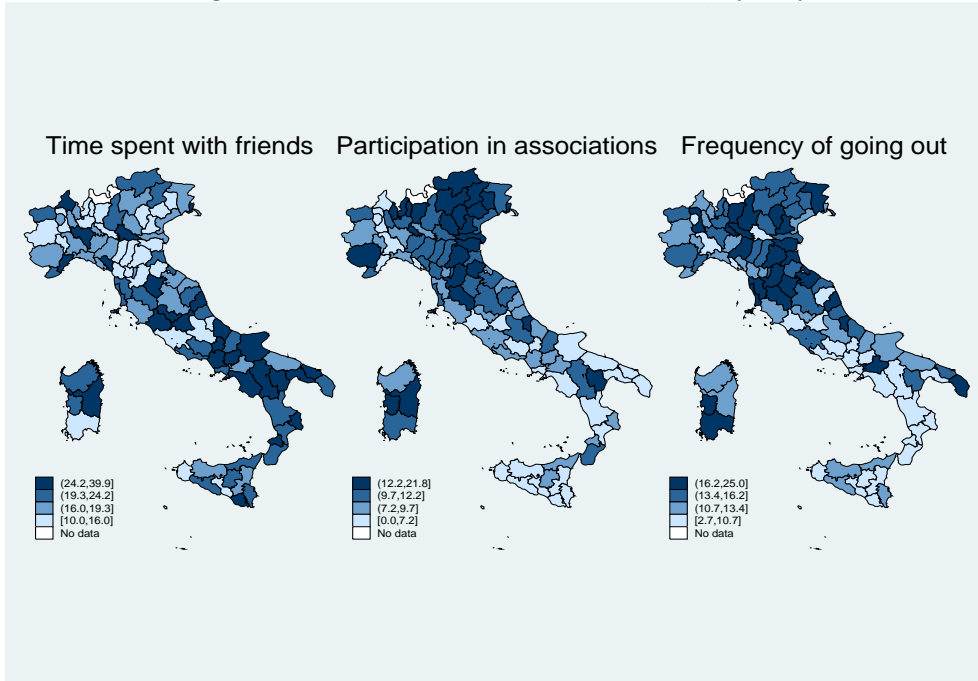 Time spent with friends
Participation in associations
Frequency of going out
(24.2,39.9]
(19.3,24.2]
(16.0,19.3]
[10.0,16.0]
No data
(12.2,21.8]
(9.7,12.2]
(7.2,9.7]
[0.0,7.2]
No data
(16.2,25.0]
(13.4,16.2]
(10.7,13.4]
[2.7,10.7]
No data